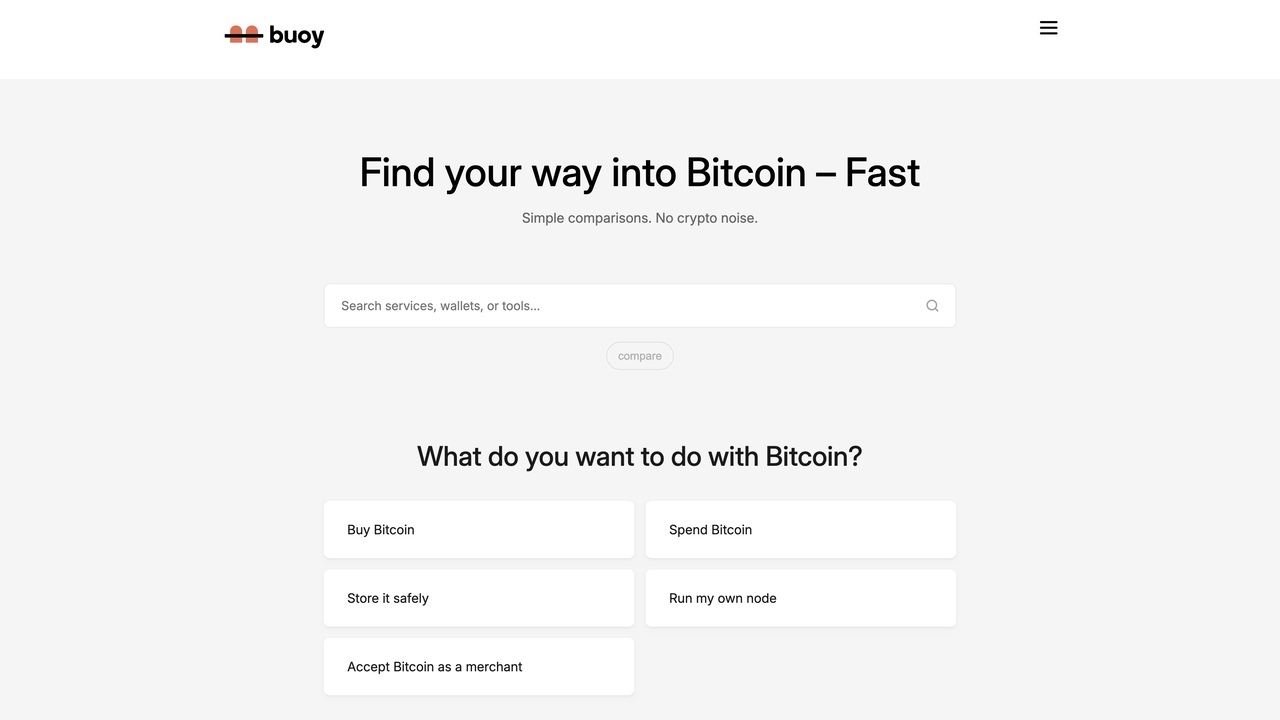 buoy
Find your way into Bitcoin – Fast
Simple comparisons. No crypto noise.
Search services, wallets, or tools...
compare
What do you want to do with Bitcoin?
Buy Bitcoin
Spend Bitcoin
Store it safely
Run my own node
Accept Bitcoin as a merchant